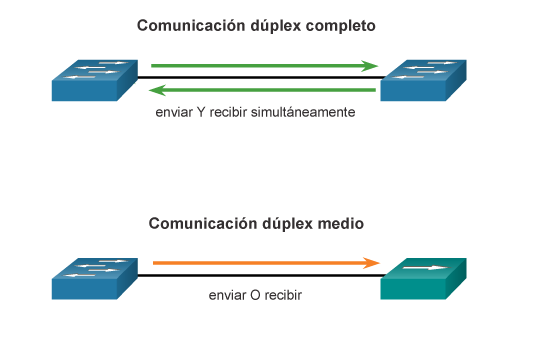 Comunicación dúplex completo
enviar Y recibir simultáneamente
Comunicación dúplex medio
enviar O recibir